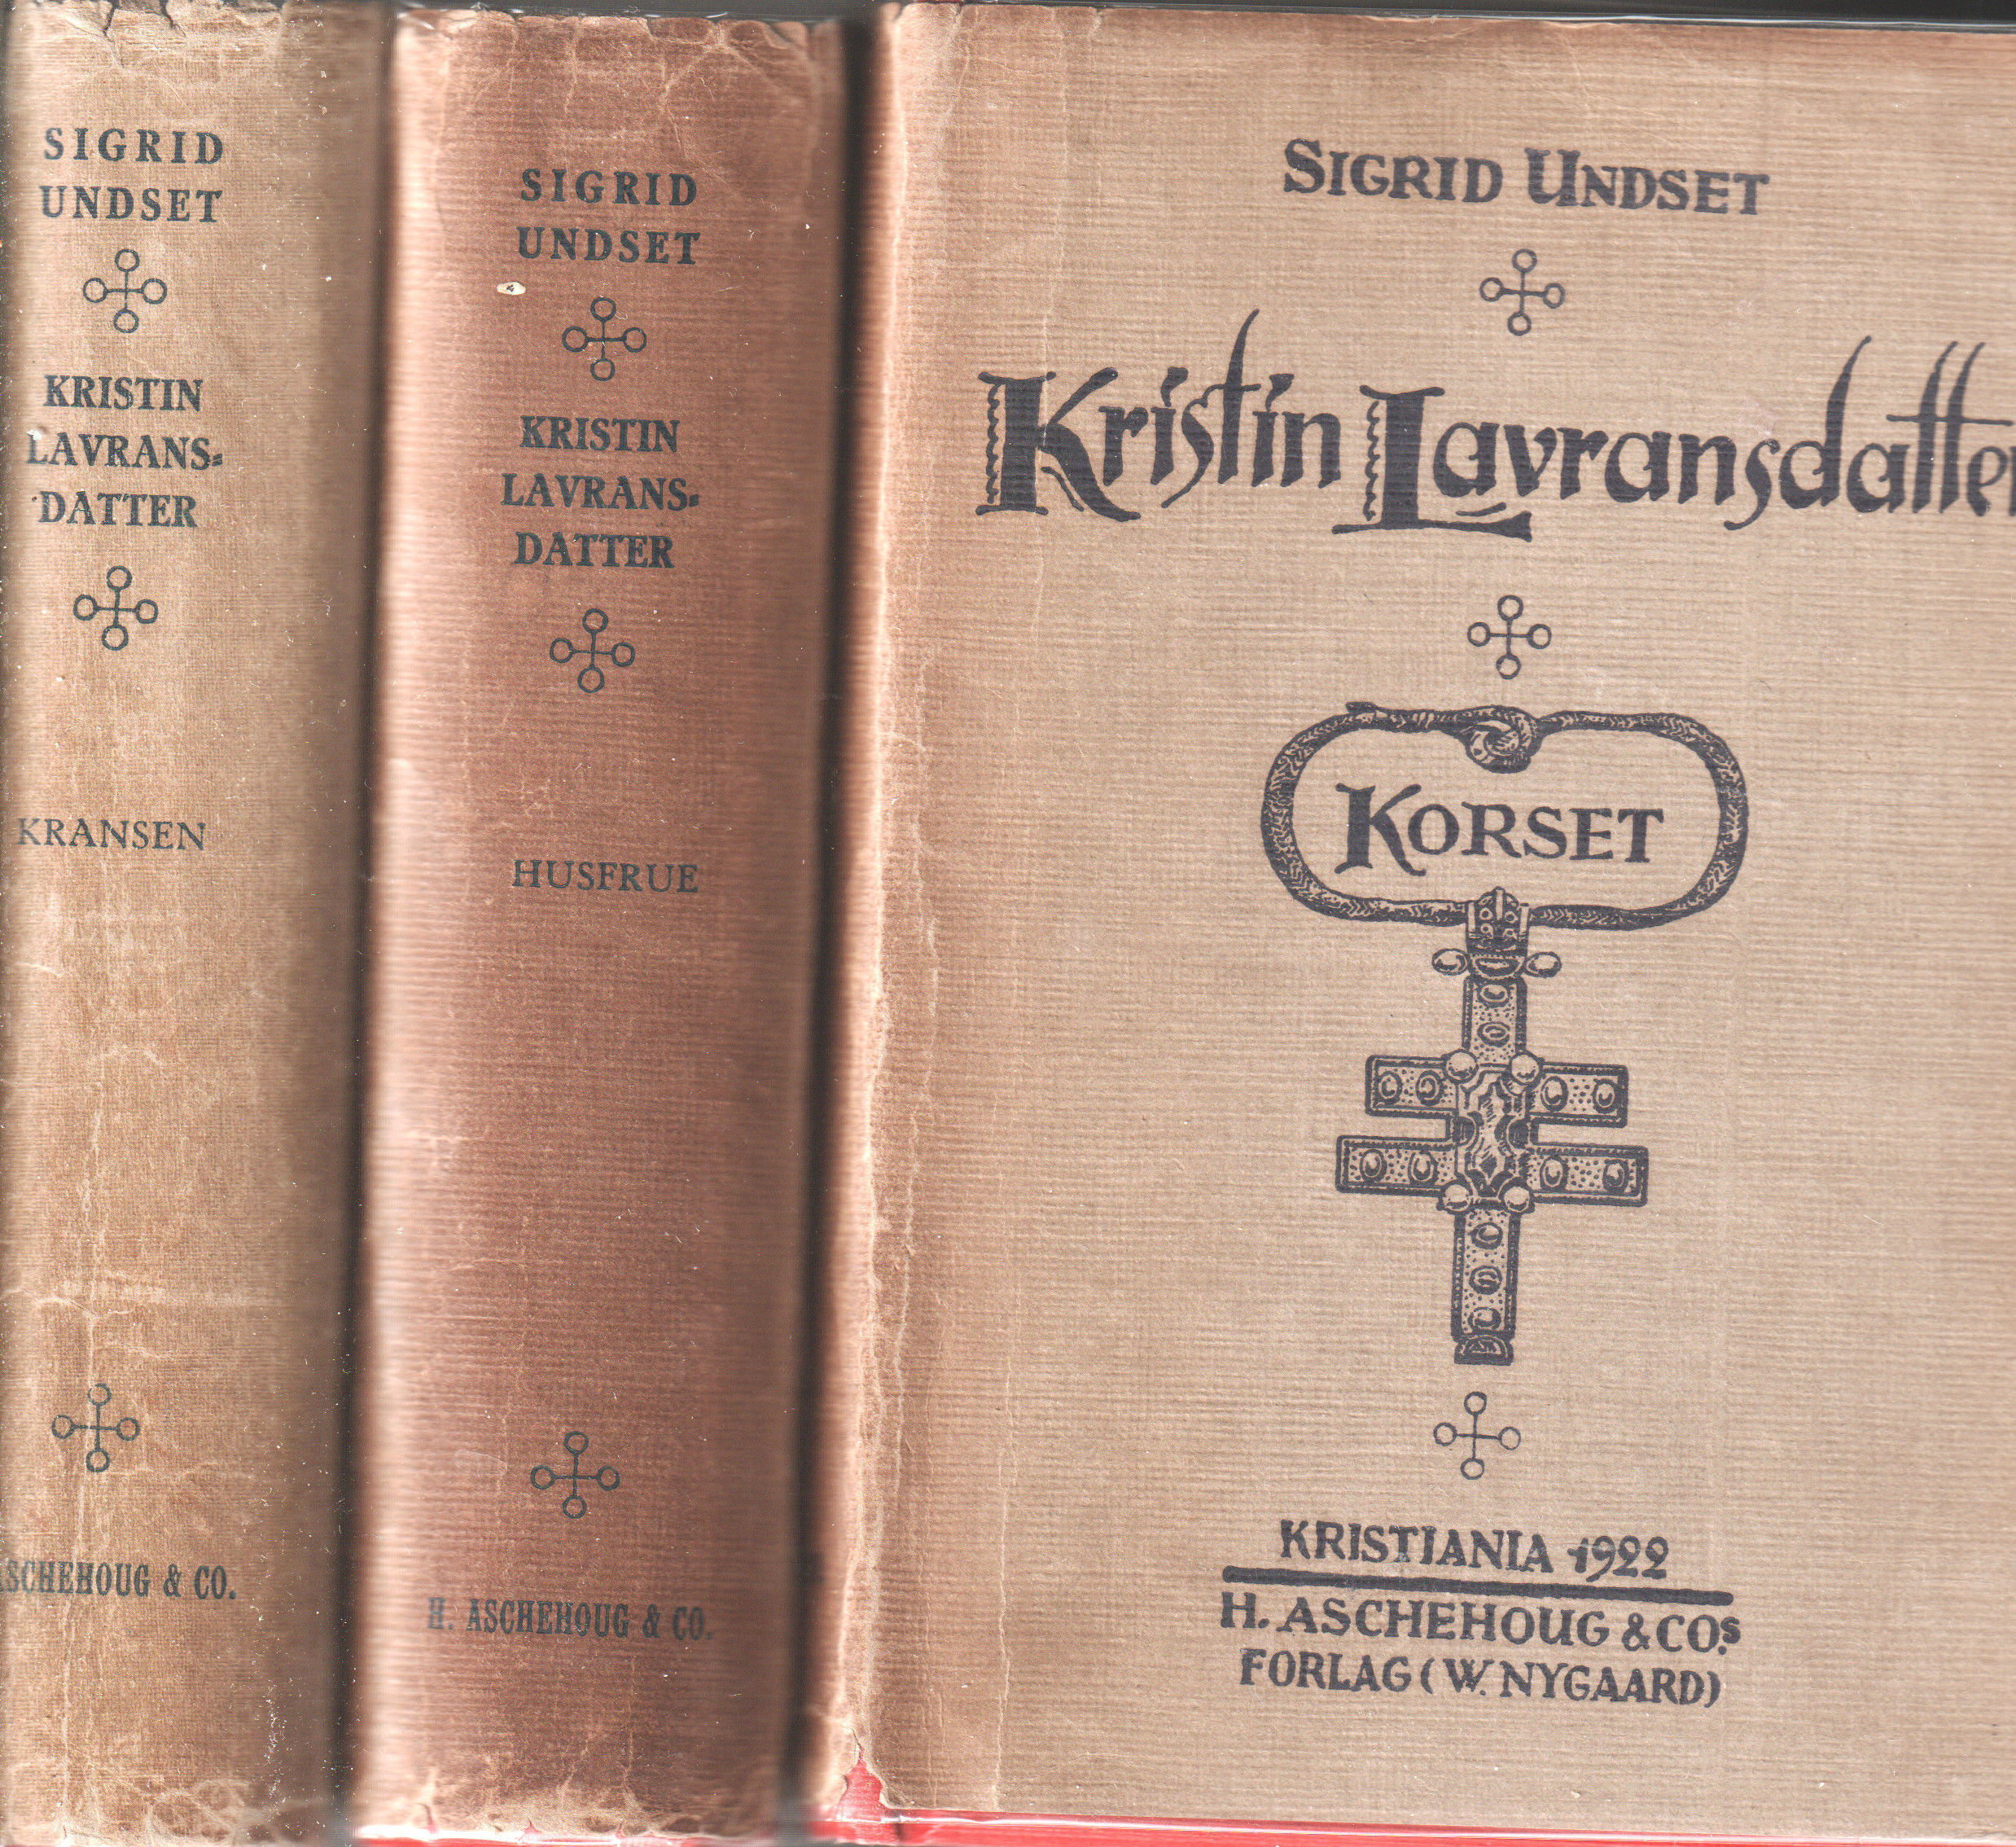 SIGRID
UNDSET
KRISTIN
LAVRANS-
DATTER
KRANSEN
ASCHEHOUG & CO.
SIGRID
UNDSET
KRISTIN
LAVRANS-
DATTER
HUSFRUE
H. ASCHEHOUG & CO.
SIGRID UNDSET
Kristin Lavransdatter
KORSET
KRISTIANIA 1922
H. ASCHEHOUG & CO.S
FORLAG (W. NYGAARD)